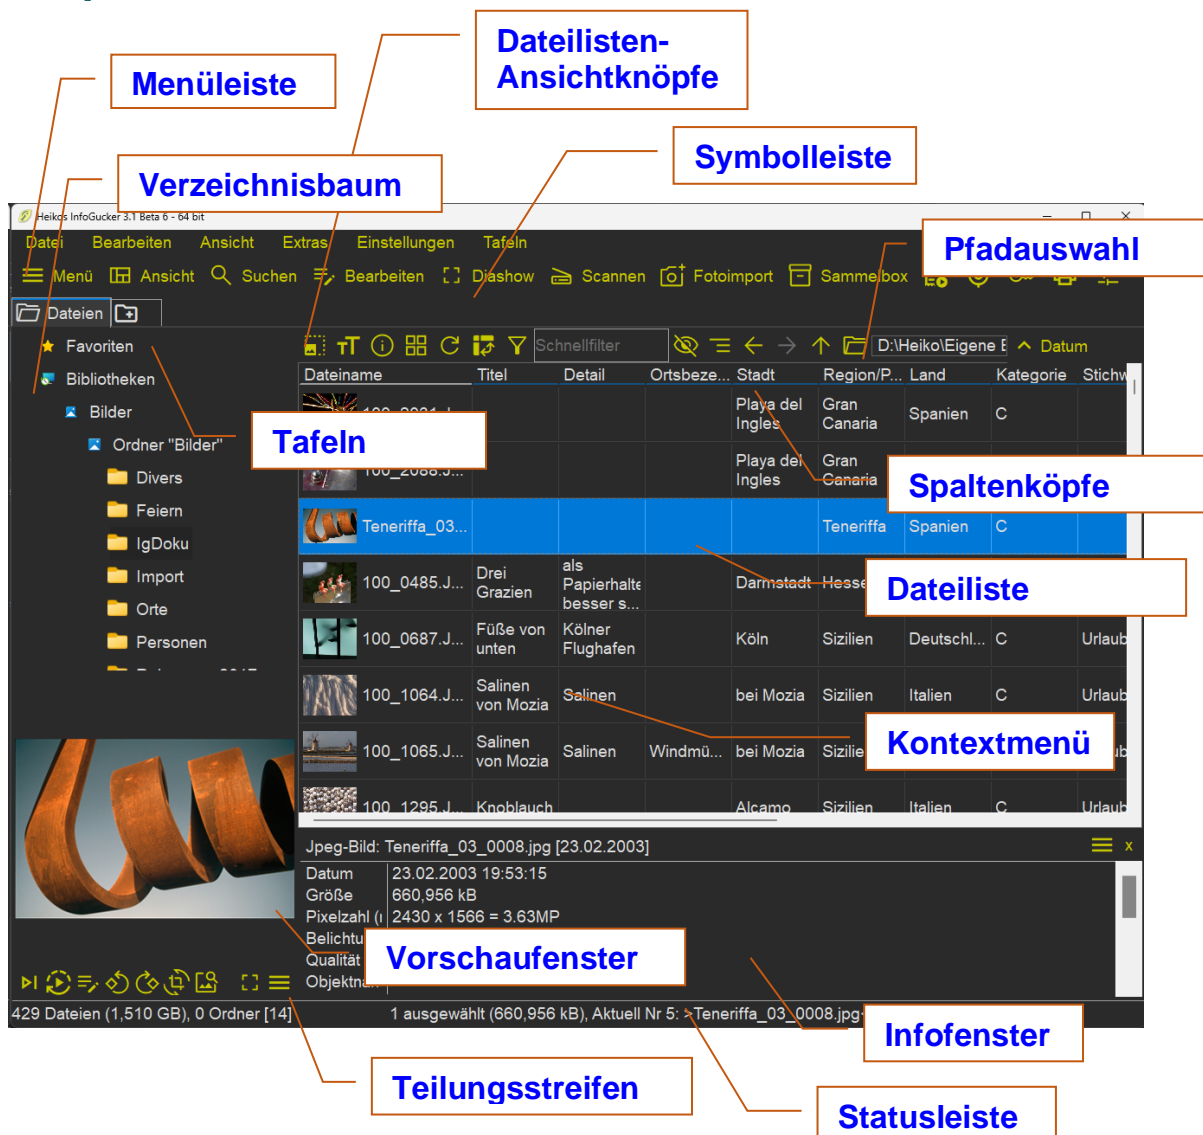 Dateilisten-
Ansichtknöpfe
Menüleiste
Symbolleiste
Verzeichnisbaum
Heikos InfoGucker 3.1 Beta 6 - 64 bit
Datei Bearbeiten Ansicht Extras Einstellungen Tafeln
Pfadauswahl
Menü Ansicht Suchen Bearbeiten Diashow Scannen Fotoimport Sammelbox
Dateien
Favoriten
Schnellfilter D:\Heiko\Eigene Datum
Bibliotheken
Dateiname Titel Detail Ortsbeze... Stadt Region/P... Land Kategorie Stichw
Bilder
Playa del Ingles Gran Canaria Spanien C
Ordner "Bilder"
Tafeln
100_2088.J... Playa del Ingles Gran Canaria
Divers
Spaltenköpfe
Feiern
Teneriffa_03... Teneriffa Spanien C
IgDoku
Import
100_0485.J... Drei Grazien als Papierhalte besser s... Darmstadt Hesse
Dateiliste
Orte
Personen
100_0687.J... Füße von unten Kölner Flughafen Köln Sizilien Deutschl... C Urlaub
100_1064.J... Salinen von Mozia Salinen bei Mozia Sizilien Italien C Urlaub
Kontextmenü
100_1065.J... Salinen von Mozia Salinen Windmü... bei Mozia Sizilie
100_1295.J... Knoblauch Alcamo Sizilien Italien C Urlaub
Jpeg-Bild: Teneriffa_03_0008.jpg [23.02.2003] x
Datum 23.02.2003 19:53:15
Größe 660,956 kB
Pixelzahl 2430 x 1566 = 3.63MP
Belichtu
Vorschaufenster
Qualität
Objektna
429 Dateien (1,510 GB), 0 Ordner [14] 1 ausgewählt (660,956 kB), Aktuell Nr 5: >Teneriffa_03_0008.jpg<
Infofenster
Teilungsstreifen
Statusleiste